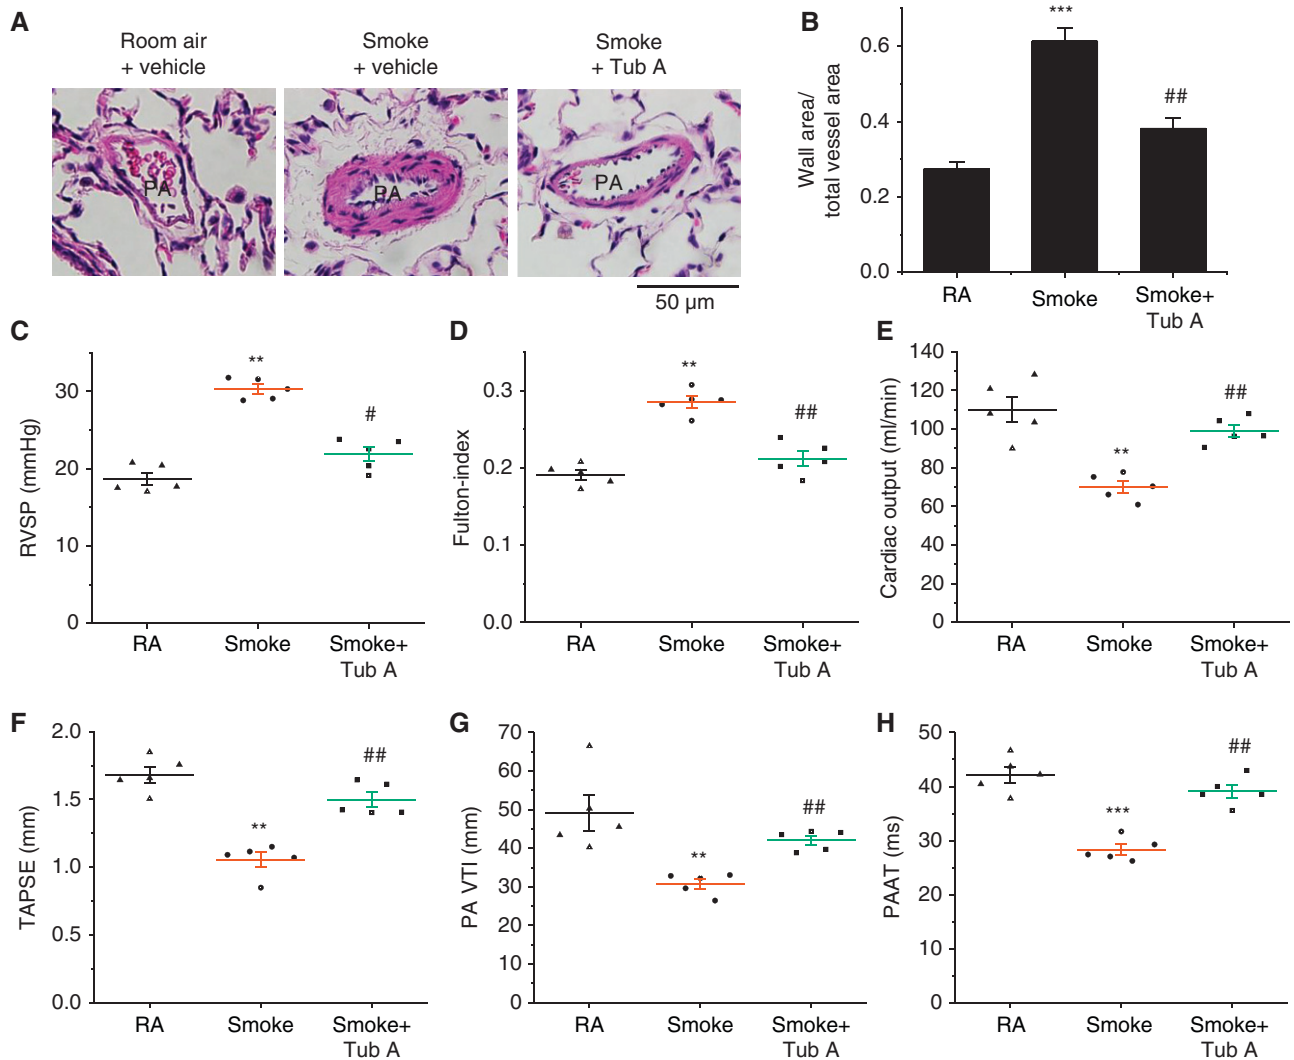 A
Room air
+ vehicle
Smoke
+ vehicle
Smoke
+ Tub A
PA
PA
PA
50 µm
B
Wall area/
total vessel area
0.6
0.4
0.2
0.0
***
##
RA
Smoke
Smoke+
Tub A
C
RVSP (mmHg)
30
20
10
0
**
#
RA
Smoke
Smoke+
Tub A
D
Fulton-index
0.3
0.2
0.1
0.0
**
##
RA
Smoke
Smoke+
Tub A
E
Cardiac output (ml/min)
140
120
100
80
60
40
20
0
**
##
RA
Smoke
Smoke+
Tub A
F
TAPSE (mm)
2.0
1.5
1.0
0.5
0.0
**
##
RA
Smoke
Smoke+
Tub A
G
PA VTI (mm)
70
60
50
40
30
20
10
0
**
##
RA
Smoke
Smoke+
Tub A
H
PAAT (ms)
50
40
30
20
10
0
***
##
RA
Smoke
Smoke+
Tub A